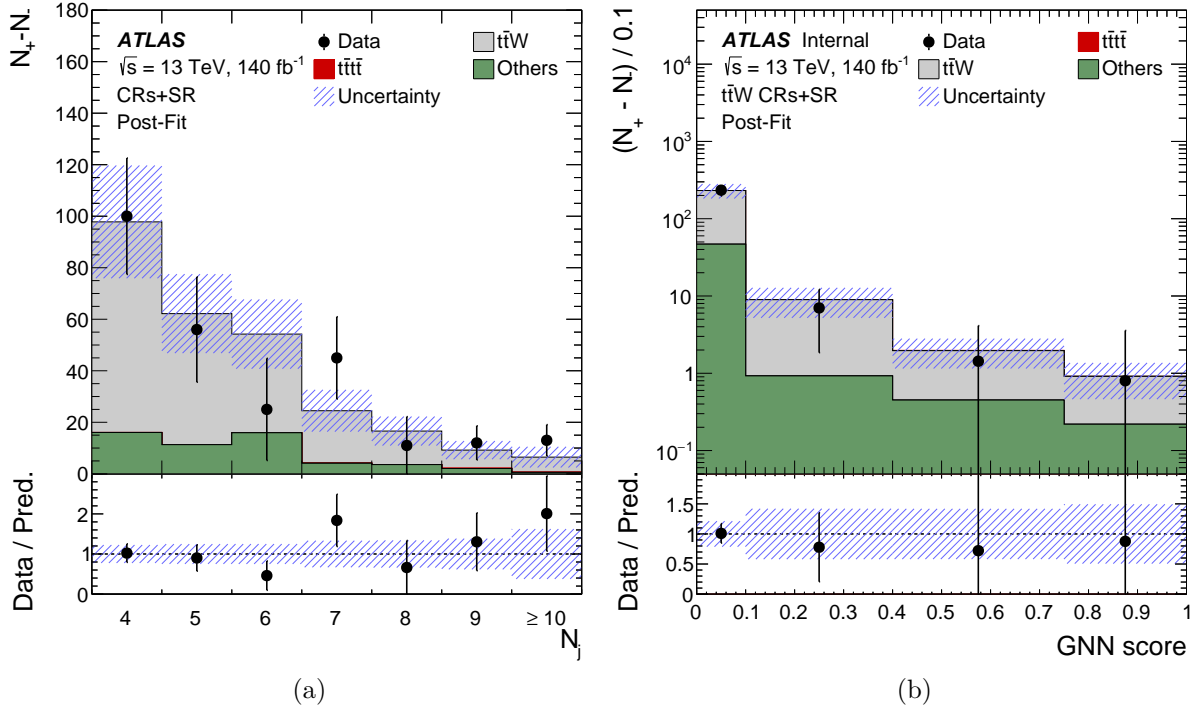 N₊-N₋
180
160
140
120
100
80
60
40
20
0
ATLAS
√s = 13 TeV, 140 fb⁻¹
CRs+SR
Post-Fit
Data
tt̄tt̄
Uncertainty
tt̄W
Others
Data / Pred.
2
1
0
4 5 6 7 8 9 ≥ 10
N_j
(a)
(N₊ - N₋) / 0.1
10⁴
10³
10²
10
1
10⁻¹
ATLAS Internal
√s = 13 TeV, 140 fb⁻¹
tt̄W CRs+SR
Post-Fit
Data
tt̄W
Uncertainty
tt̄tt̄
Others
Data / Pred.
1.5
1
0.5
0
0 0.1 0.2 0.3 0.4 0.5 0.6 0.7 0.8 0.9 1
GNN score
(b)